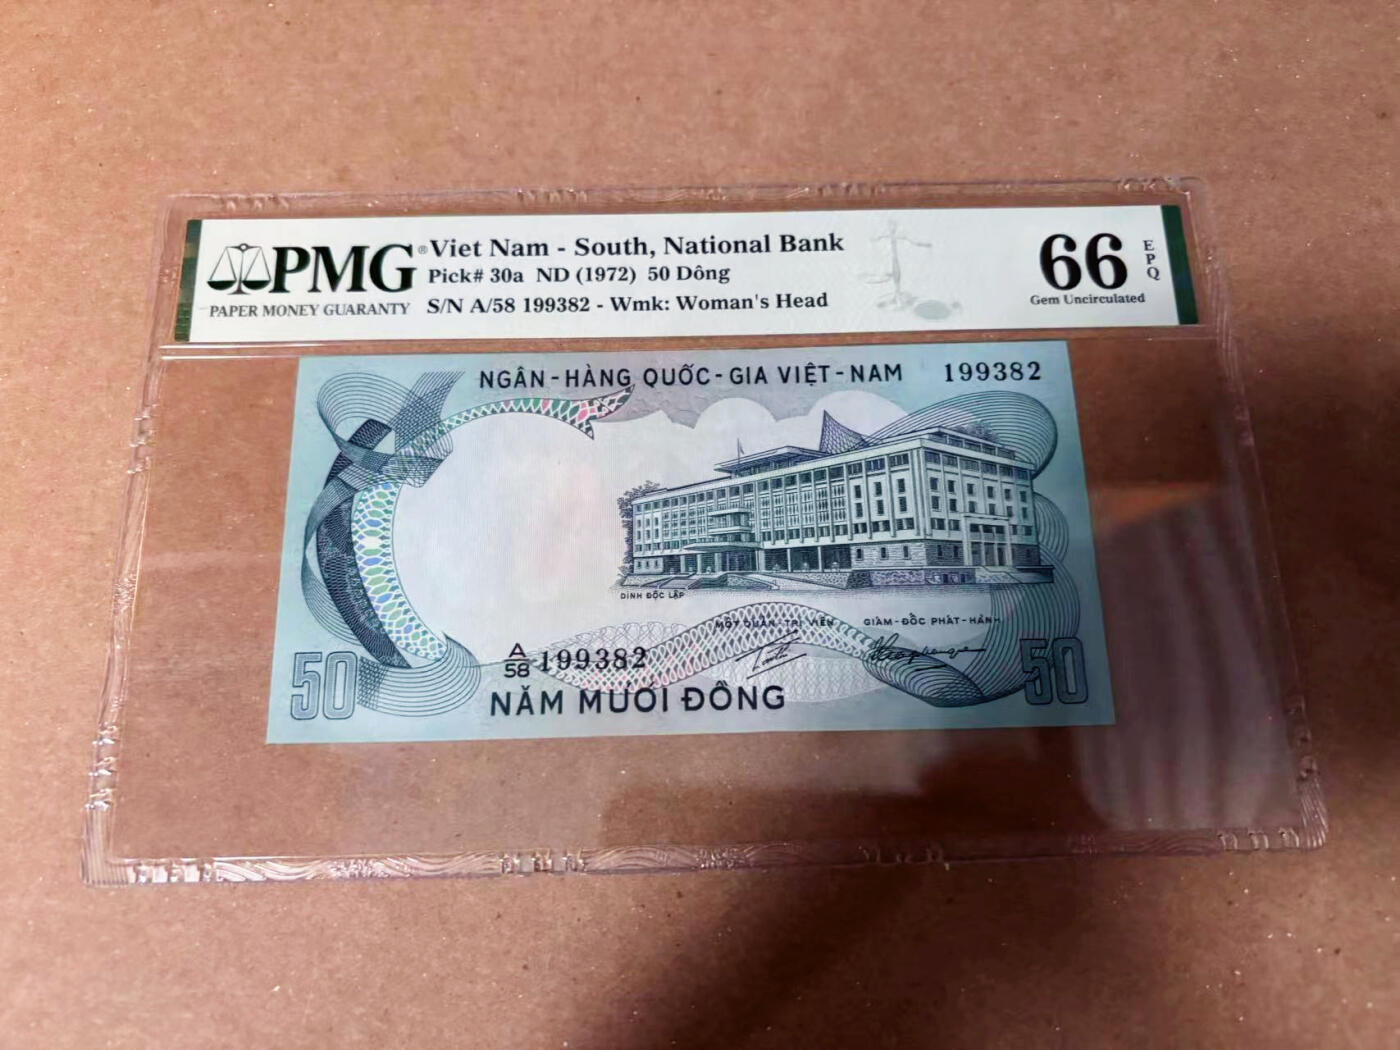 PMG®
PAPER MONEY GUARANTY
Viet Nam - South, National Bank
Pick# 30a ND (1972) 50 Dông
S/N A/58 199382 - Wmk: Woman's Head
66
EPQ
Gem Uncirculated
NGÂN-HÀNG QUỐC-GIA VIỆT-NAM
199382
DINH ĐỘC LẬP
MỘT QUẢN-TRỊ VIÊN
GIÁM-ĐỐC PHÁT-HÀNH
A/58 199382
50
50
NĂM MƯƠI ĐỒNG